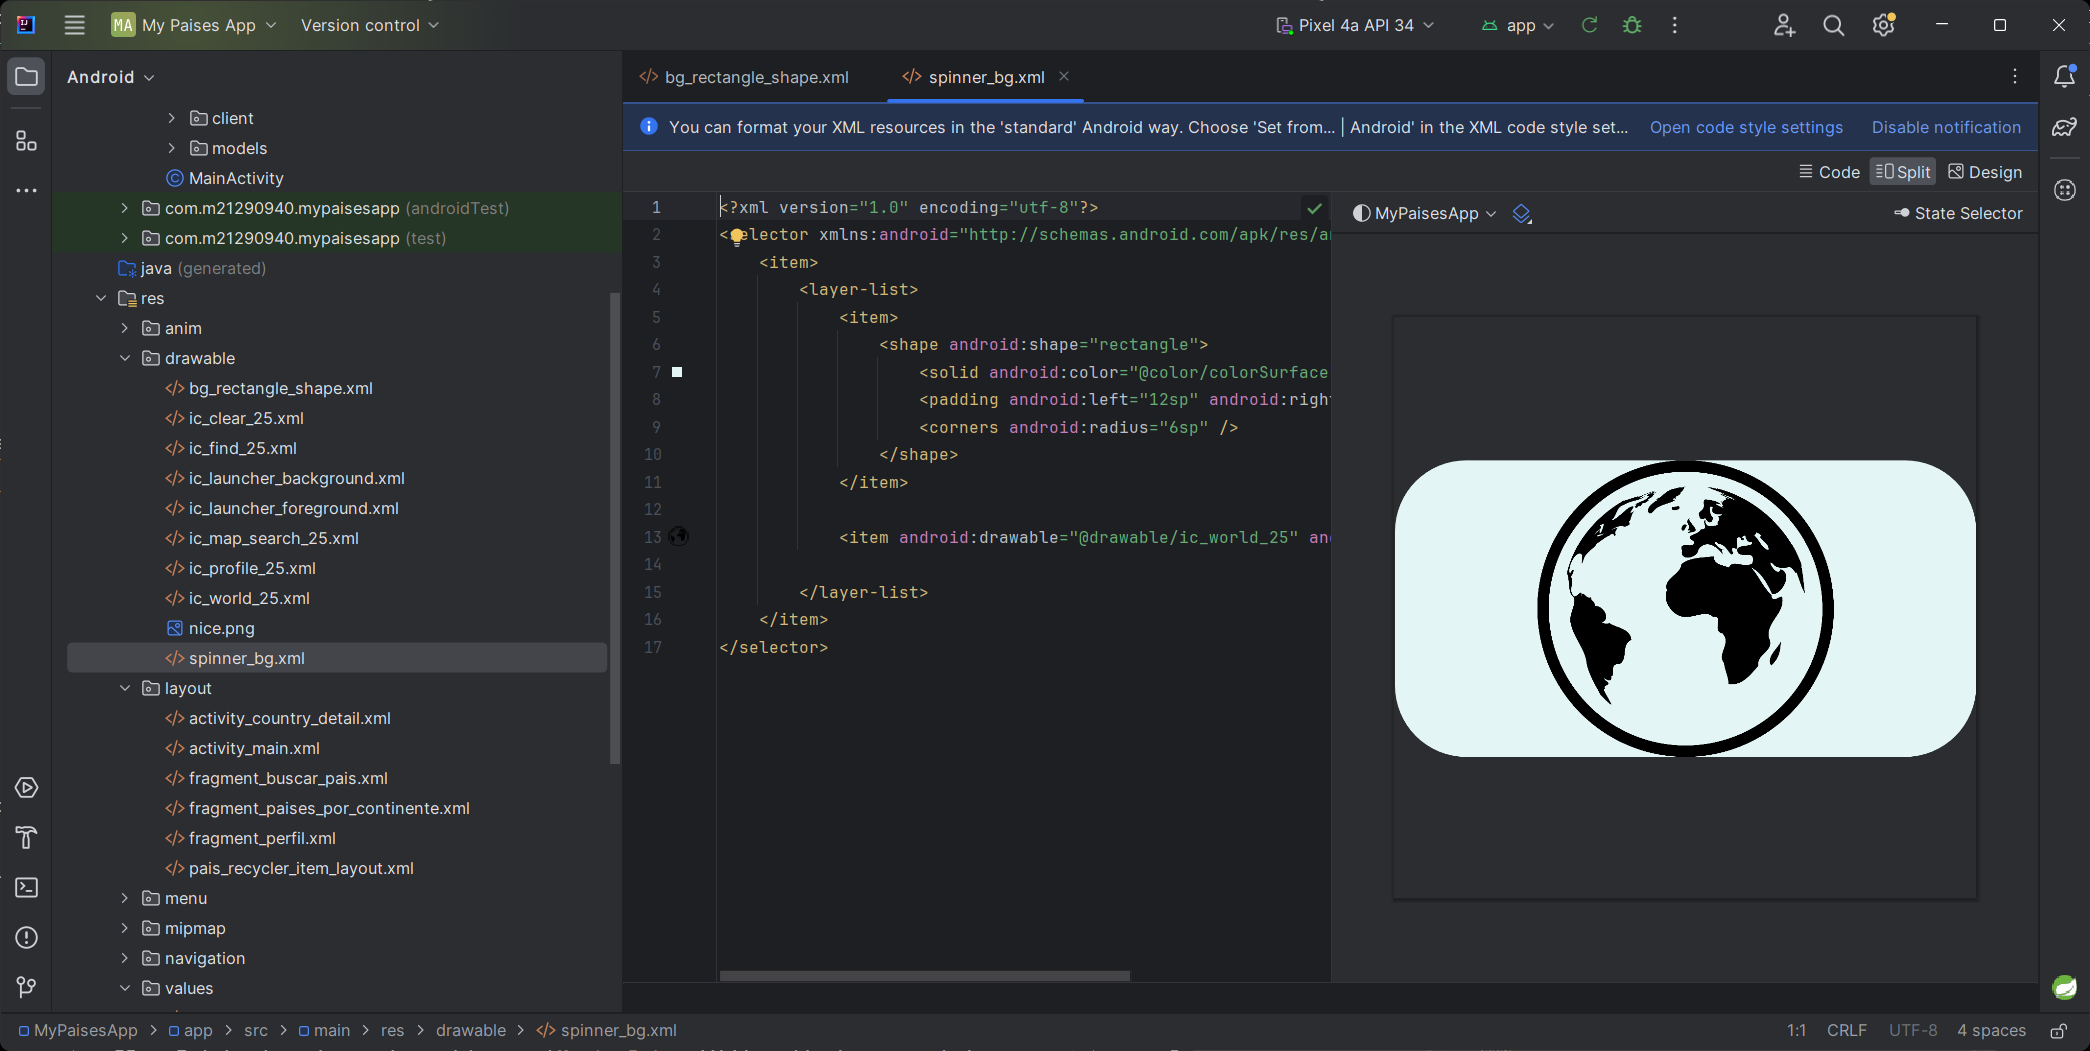 MA My Paises App Version control Pixel 4a API 34 app
Android
client
models
MainActivity
com.m21290940.mypaisesapp (androidTest)
com.m21290940.mypaisesapp (test)
java (generated)
res
anim
drawable
bg_rectangle_shape.xml
ic_clear_25.xml
ic_find_25.xml
ic_launcher_background.xml
ic_launcher_foreground.xml
ic_map_search_25.xml
ic_profile_25.xml
ic_world_25.xml
nice.png
spinner_bg.xml
layout
activity_country_detail.xml
activity_main.xml
fragment_buscar_pais.xml
fragment_paises_por_continente.xml
fragment_perfil.xml
pais_recycler_item_layout.xml
menu
mipmap
navigation
values
bg_rectangle_shape.xml spinner_bg.xml
You can format your XML resources in the 'standard' Android way. Choose 'Set from... | Android' in the XML code style set... Open code style settings Disable notification
Code Split Design
1 <?xml version="1.0" encoding="utf-8"?>
2 <selector xmlns:android="http://schemas.android.com/apk/res/a
3 <item>
4 <layer-list>
5 <item>
6 <shape android:shape="rectangle">
7 <solid android:color="@color/colorSurface
8 <padding android:left="12sp" android:righ
9 <corners android:radius="6sp" />
10 </shape>
11 </item>
12
13 <item android:drawable="@drawable/ic_world_25" an
14
15 </layer-list>
16 </item>
17 </selector>
MyPaisesApp State Selector
MyPaisesApp > app > src > main > res > drawable > spinner_bg.xml
1:1 CRLF UTF-8 4 spaces